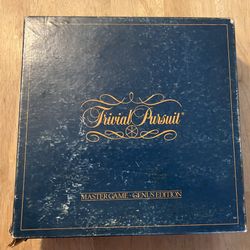 Trivial Pursuit®
MASTER GAME - GENUS EDITION